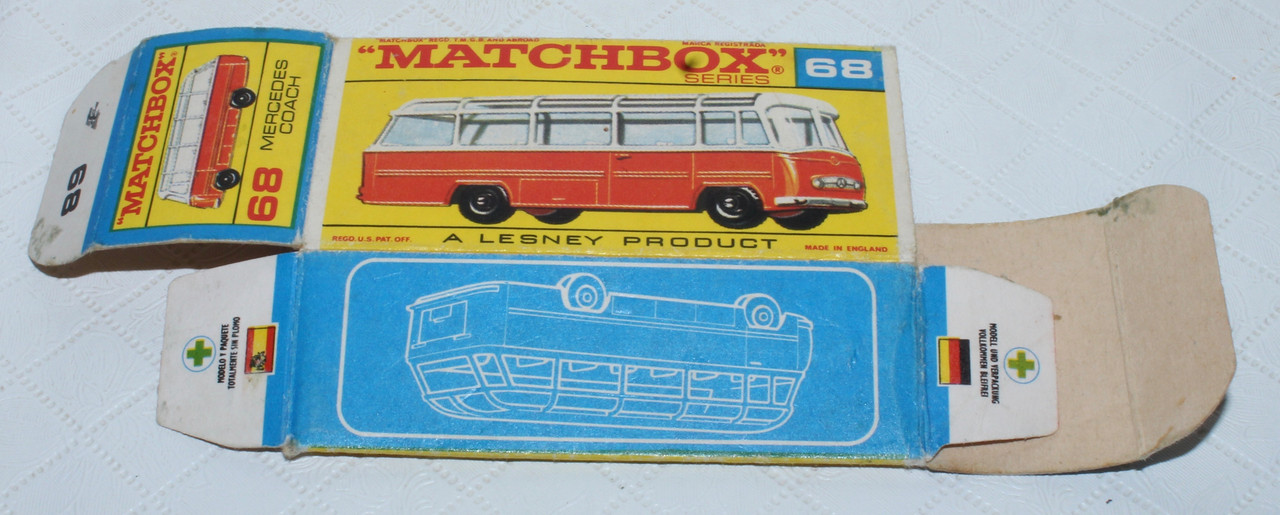 "MATCHBOX" REGD. T.M. G.B. AND ABROAD
MARCA REGISTRADA
"MATCHBOX"®
SERIES
68
REGD. U.S. PAT. OFF.
A LESNEY PRODUCT
MADE IN ENGLAND
"MATCHBOX"
68
MERCEDES
COACH
68
MODELO Y PAQUETE
TOTALMENTE SIN PLOMO
MODELL UND VERPACKUNG
VOLLKOMMEN BLEIFREI